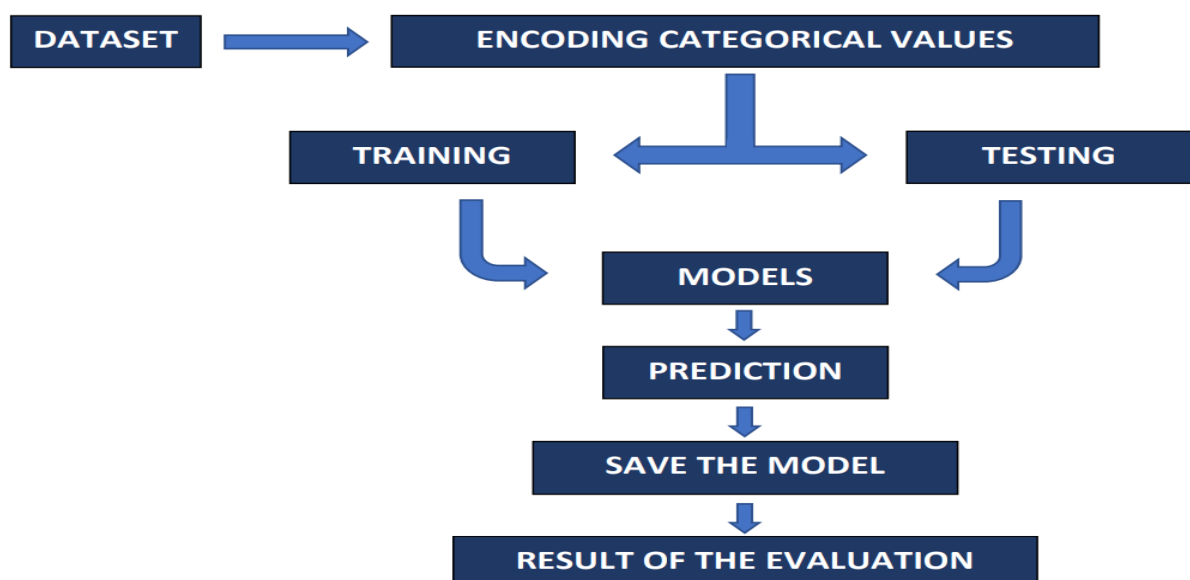 DATASET
ENCODING CATEGORICAL VALUES
TRAINING
TESTING
MODELS
PREDICTION
SAVE THE MODEL
RESULT OF THE EVALUATION